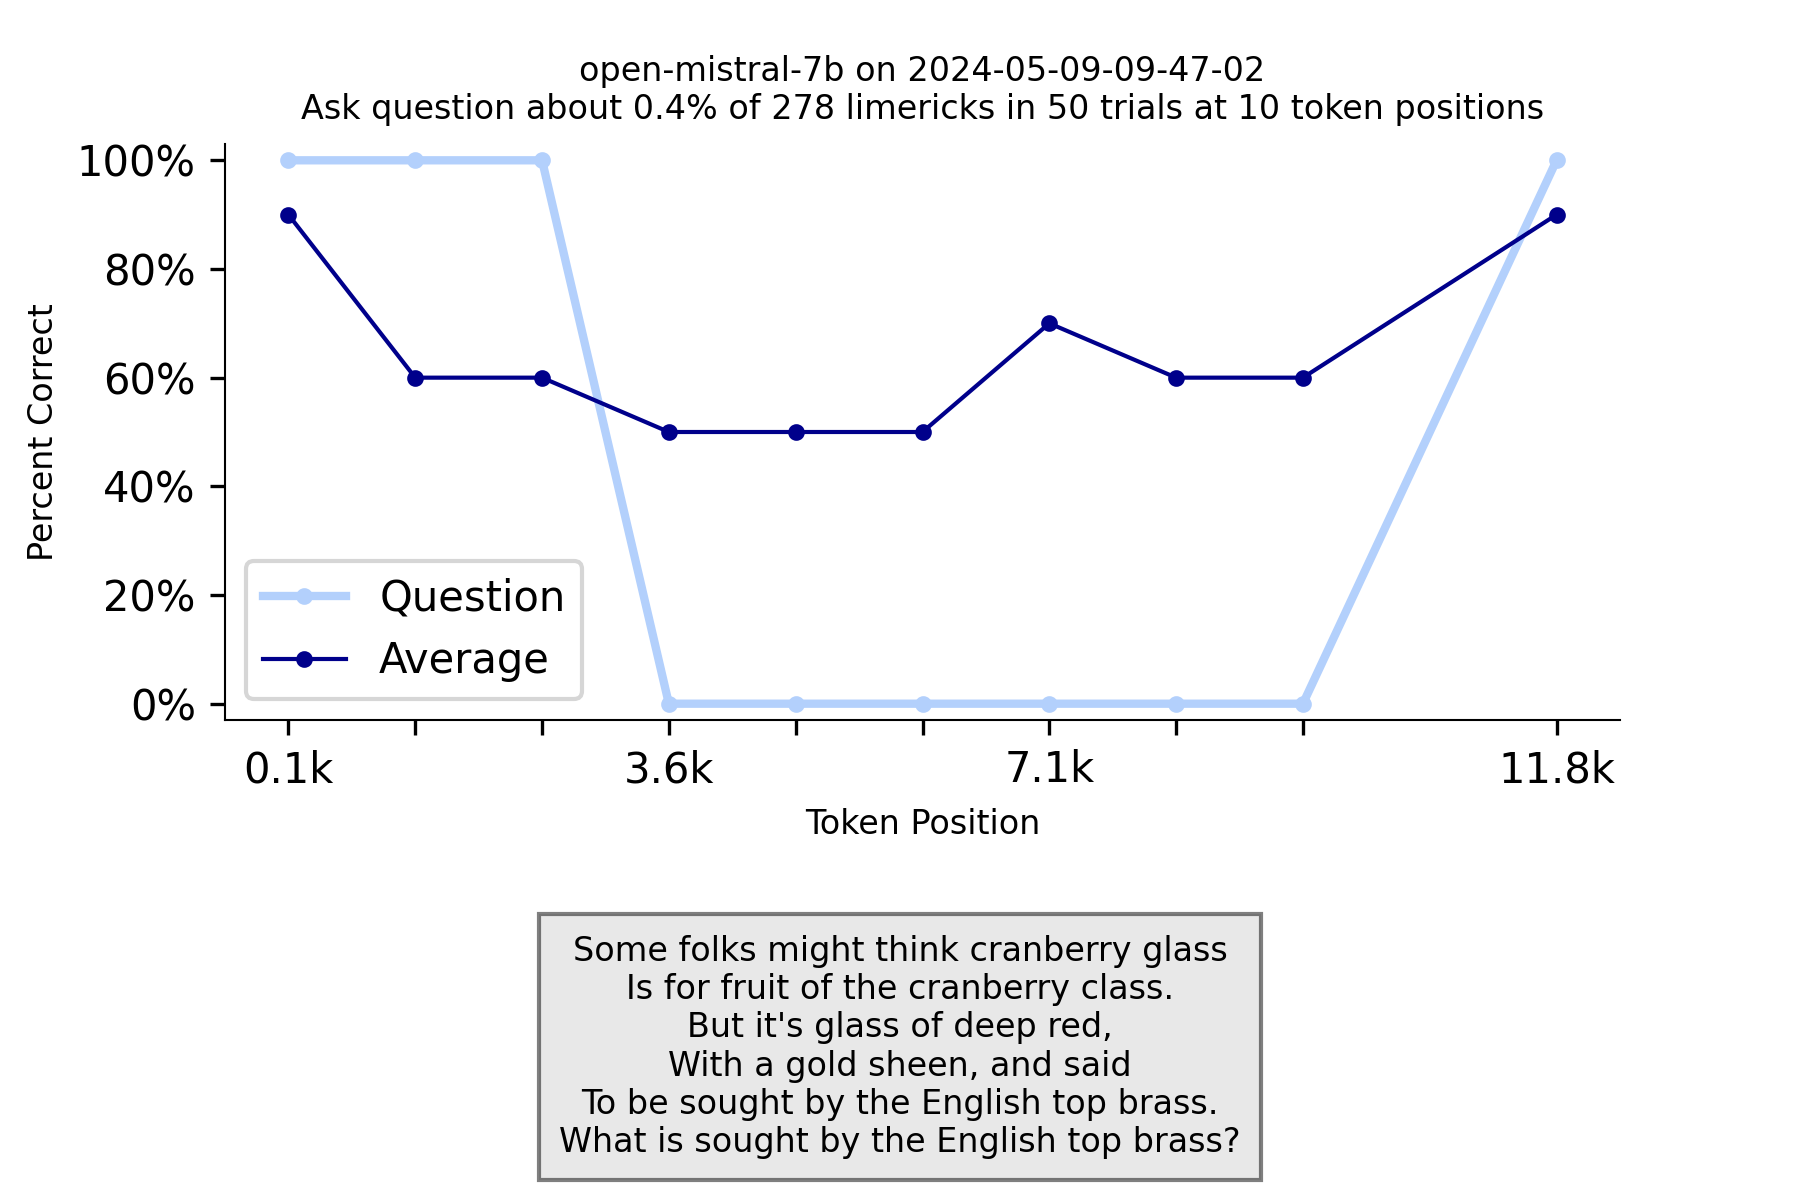 open-mistral-7b on 2024-05-09-09-47-02
Ask question about 0.4% of 278 limericks in 50 trials at 10 token positions
100%
80%
60%
40%
20%
0%
Percent Correct
Question
Average
0.1k
3.6k
7.1k
11.8k
Token Position
Some folks might think cranberry glass
Is for fruit of the cranberry class.
But it's glass of deep red,
With a gold sheen, and said
To be sought by the English top brass.
What is sought by the English top brass?